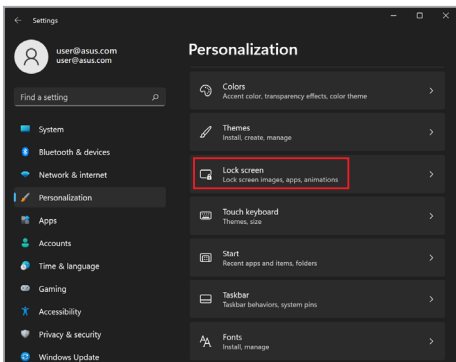 Settings
user@asus.com
user@asus.com
Find a setting
System
Bluetooth & devices
Network & internet
Personalization
Apps
Accounts
Time & language
Gaming
Accessibility
Privacy & security
Windows Update
Personalization
Colors
Accent color, transparency effects, color theme
Themes
Install, create, manage
Lock screen
Lock screen images, apps, animations
Touch keyboard
Themes, size
Start
Recent apps and items, folders
Taskbar
Taskbar behaviors, system pins
Fonts
Install, manage